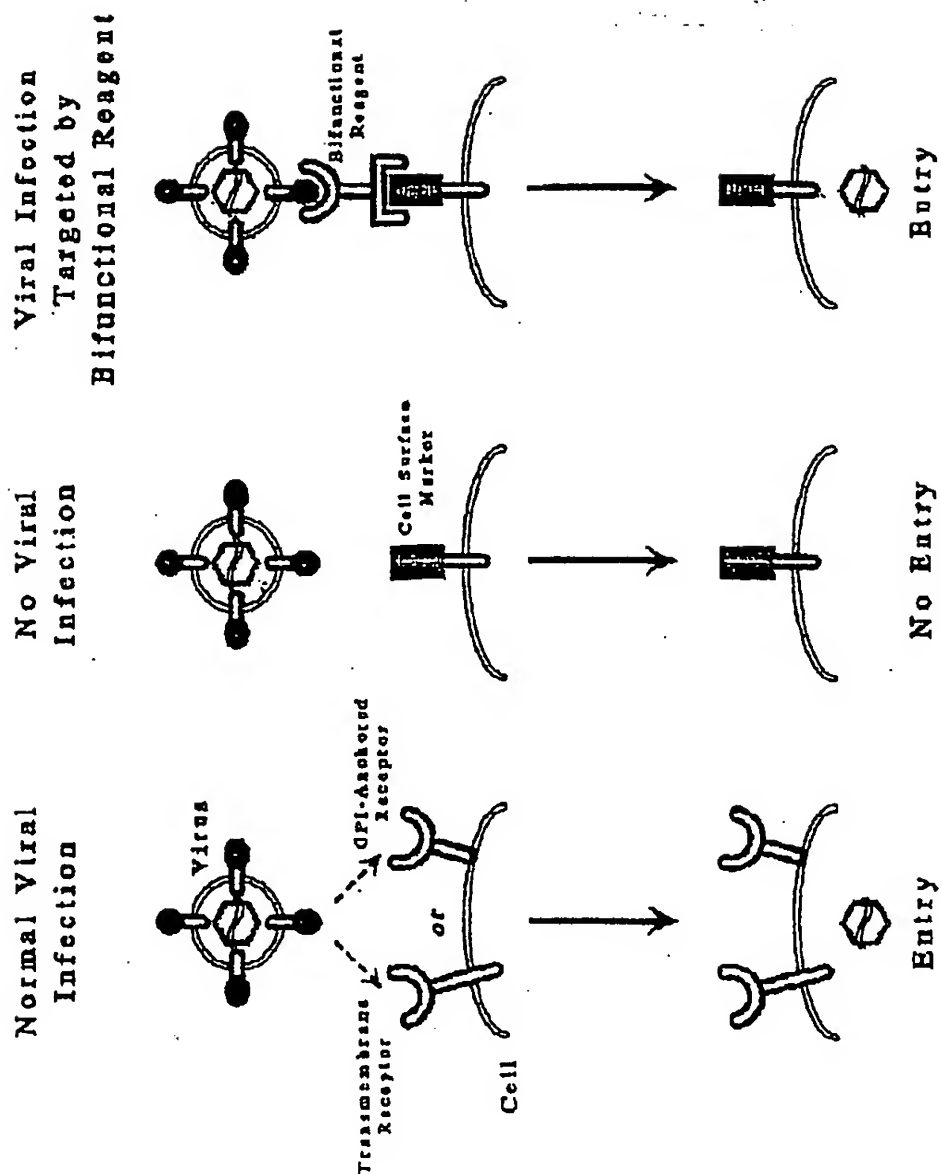 Normal Viral
Infection
No Viral
Infection
Viral Infection
Targeted by
Bifunctional Reagent
Virus
Transmembrane
Receptor
GPI-Anchored
Receptor
or
Cell
Cell Surface
Marker
Bifunctional
Reagent
Entry
No Entry
Entry